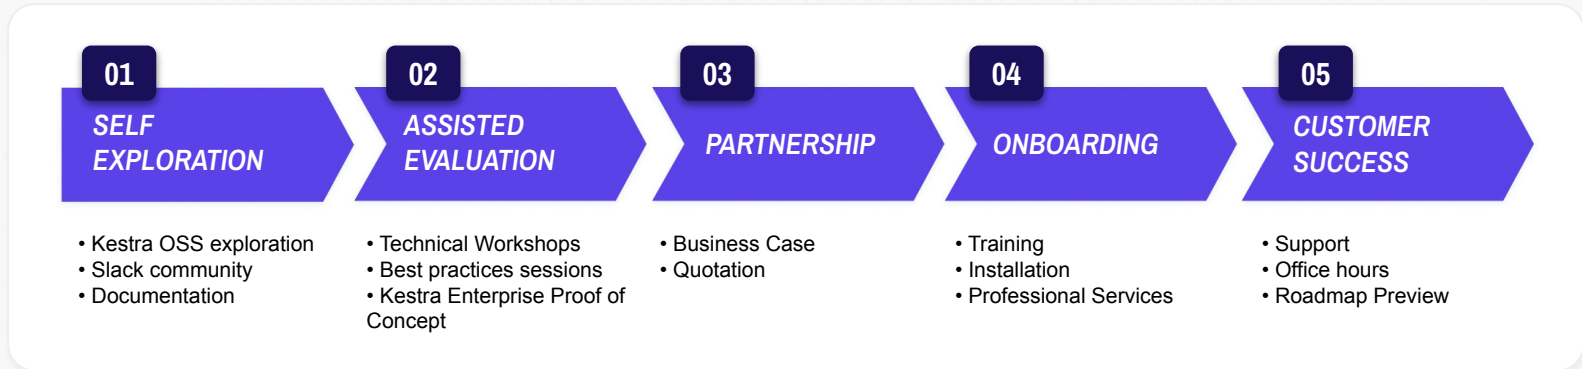 01
SELF
EXPLORATION
• Kestra OSS exploration
• Slack community
• Documentation
02
ASSISTED
EVALUATION
• Technical Workshops
• Best practices sessions
• Kestra Enterprise Proof of
Concept
03
PARTNERSHIP
• Business Case
• Quotation
04
ONBOARDING
• Training
• Installation
• Professional Services
05
CUSTOMER
SUCCESS
• Support
• Office hours
• Roadmap Preview